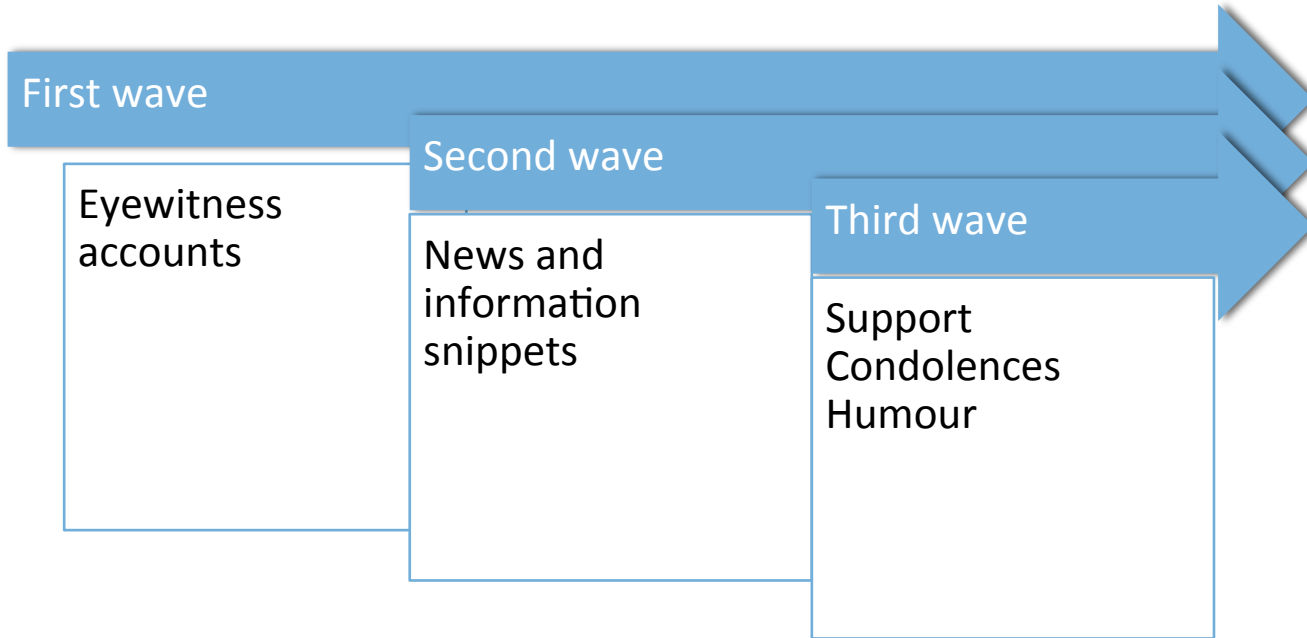 First wave
Eyewitness
accounts
Second wave
News and
information
snippets
Third wave
Support
Condolences
Humour